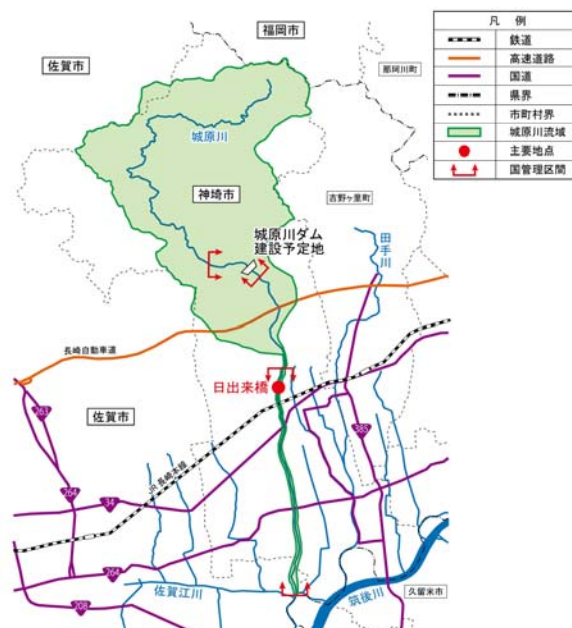 凡 例
鉄道
高速道路
国道
県界
市町村界
城原川流域
主要地点
国管理区間
福岡市
佐賀市
那珂川町
城原川
神埼市
吉野ヶ里町
城原川ダム
建設予定地
田手川
長崎自動車道
日出来橋
佐賀市
263
385
JR 長崎本線
264
34
264
佐賀江川
筑後川
久留米市
208